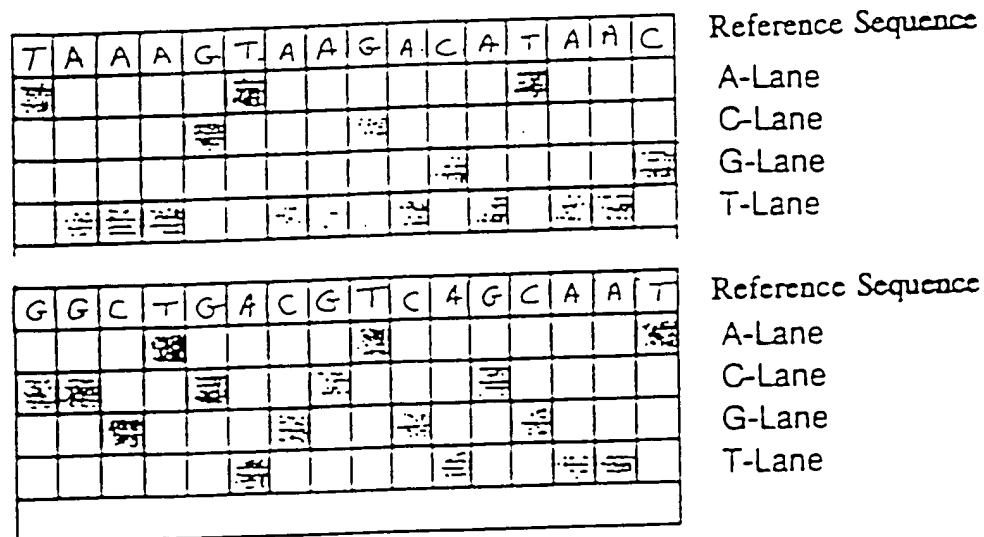 T A A A G T A A G A C A T A A C Reference Sequence
A-Lane
C-Lane
G-Lane
T-Lane
G G C T G A C G T C A G C A A T Reference Sequence
A-Lane
C-Lane
G-Lane
T-Lane